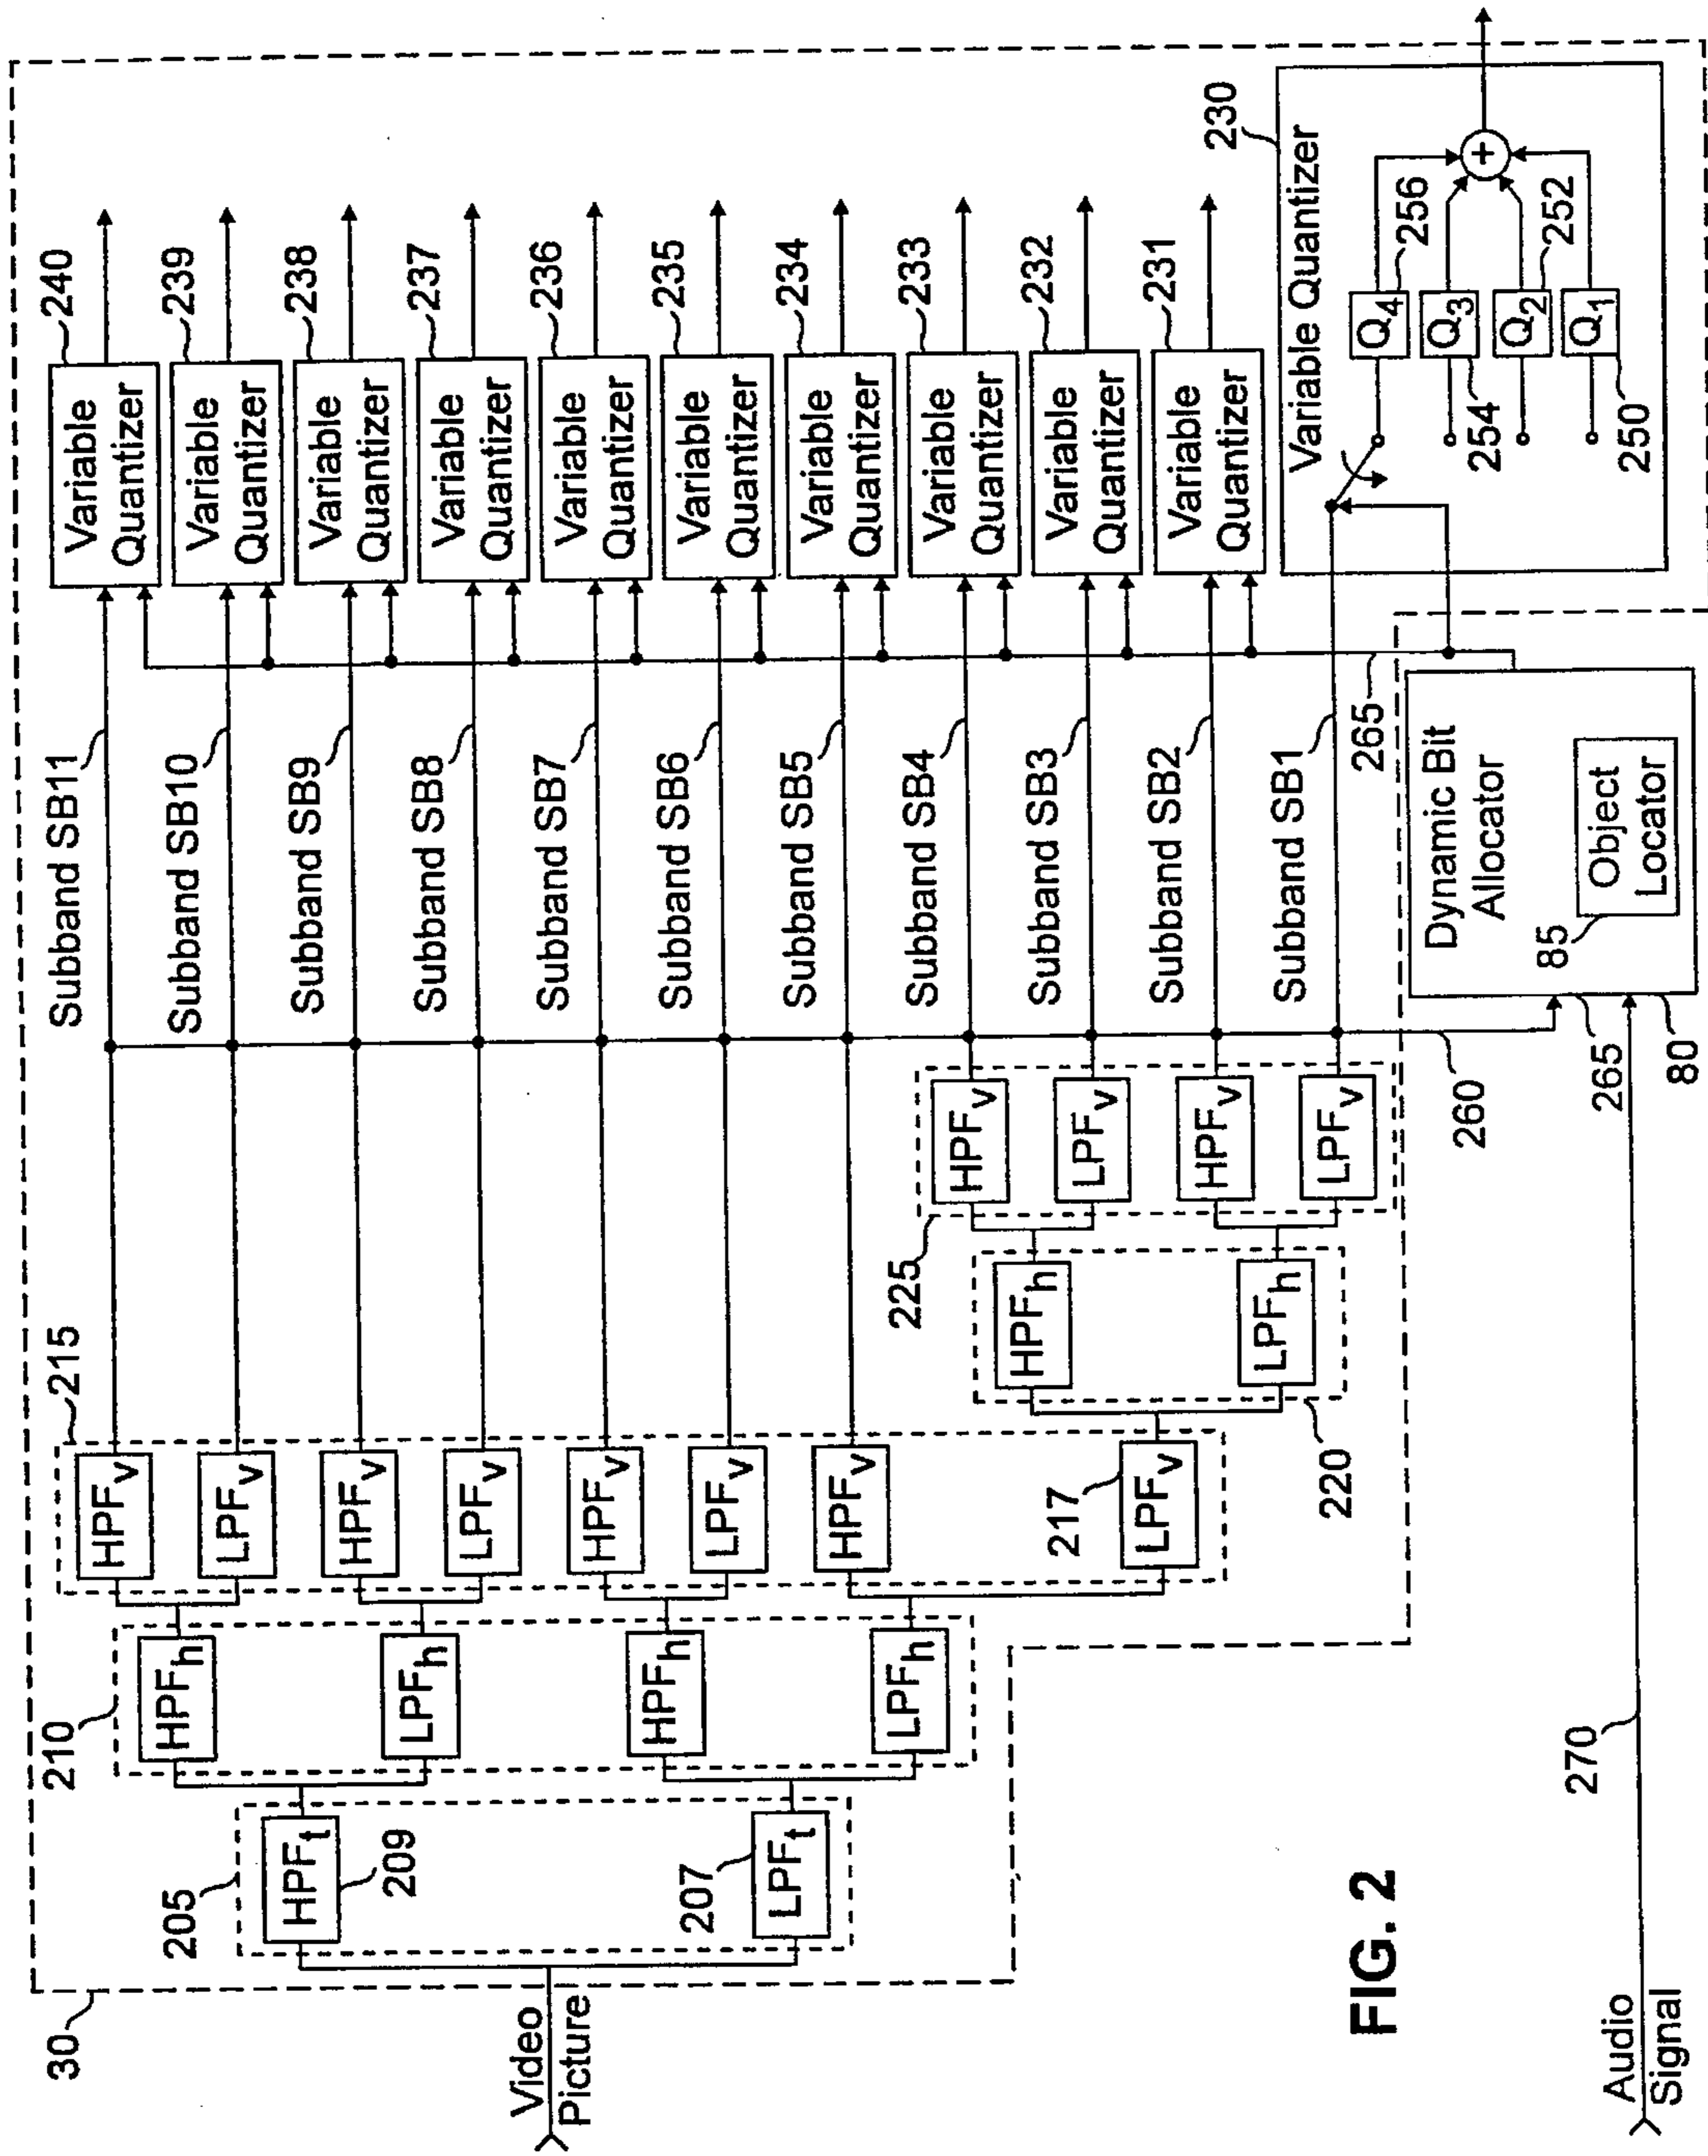 30
Video
Picture
205
HPFt
209
207
LPFt
210
HPFh
LPFh
HPFh
LPFh
215
HPFv
LPFv
HPFv
LPFv
HPFv
LPFv
HPFv
217
LPFv
220
HPFh
LPFh
225
HPFv
LPFv
HPFv
LPFv
260
Subband SB11
Subband SB10
Subband SB9
Subband SB8
Subband SB7
Subband SB6
Subband SB5
Subband SB4
Subband SB3
Subband SB2
Subband SB1
265
Variable
Quantizer
240
Variable
Quantizer
239
Variable
Quantizer
238
Variable
Quantizer
237
Variable
Quantizer
236
Variable
Quantizer
235
Variable
Quantizer
234
Variable
Quantizer
233
Variable
Quantizer
232
Variable
Quantizer
231
Variable Quantizer
230
Q4
256
Q3
254
Q2
252
Q1
250
+
Dynamic Bit
Allocator
85
Object
Locator
265
80
270
Audio
Signal
FIG. 2